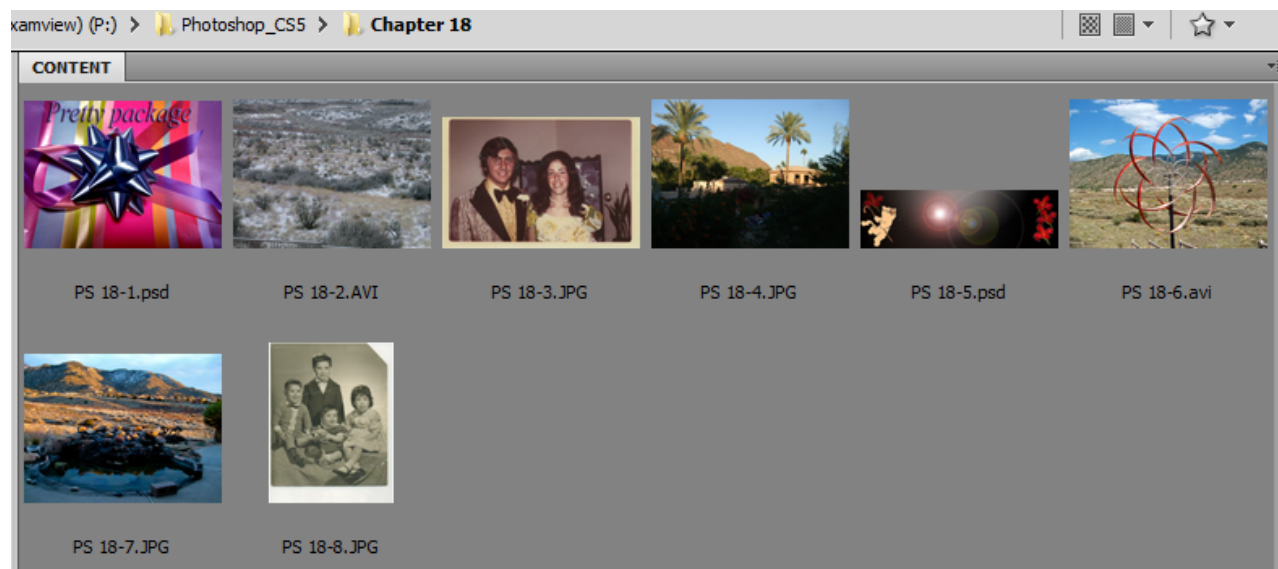 xamview) (P:) > Photoshop_CS5 > Chapter 18
CONTENT
Pretty package
PS 18-1.psd PS 18-2.AVI PS 18-3.JPG PS 18-4.JPG PS 18-5.psd PS 18-6.avi
PS 18-7.JPG PS 18-8.JPG